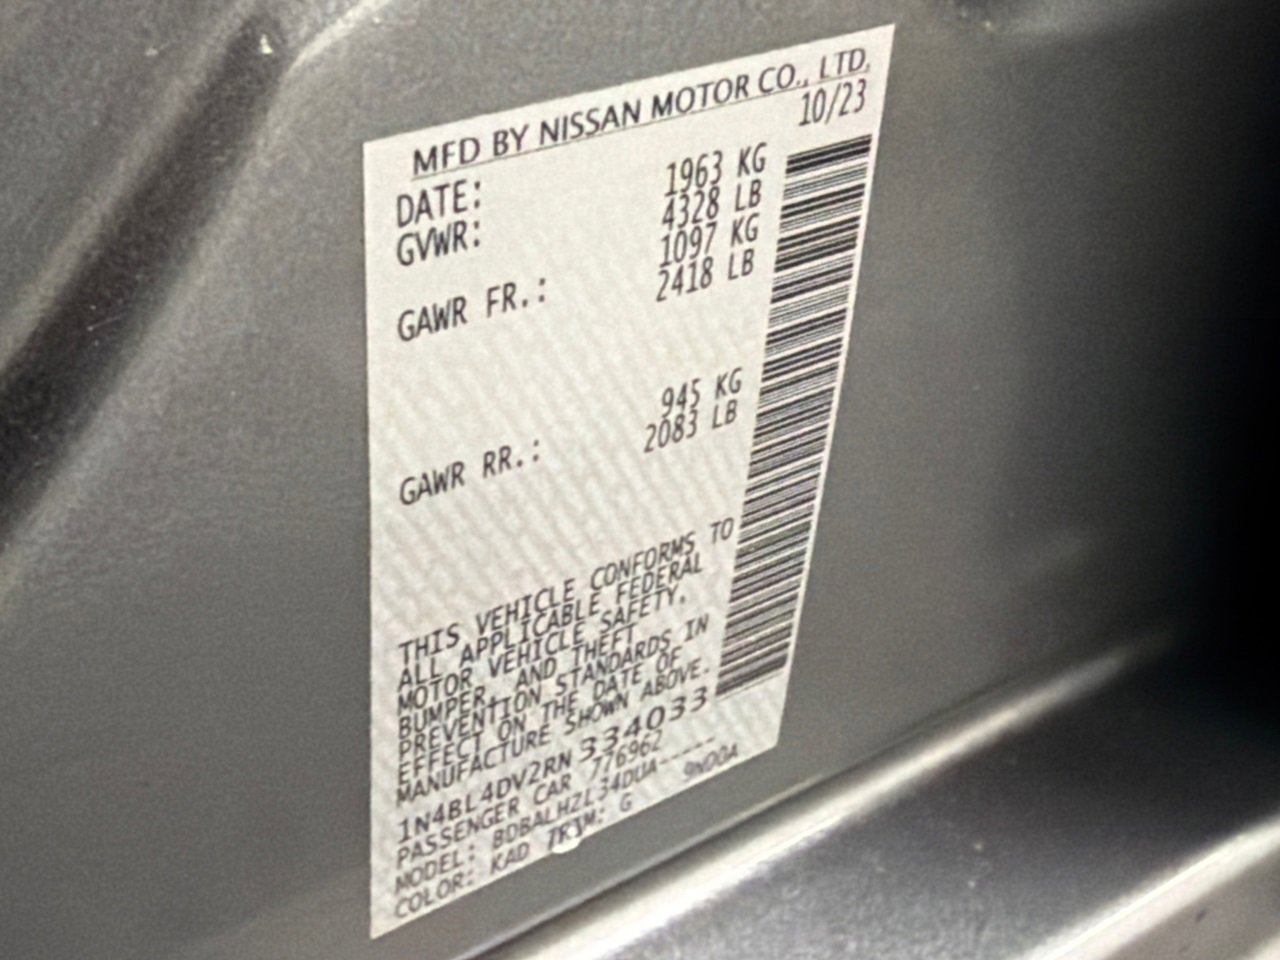 MFD BY NISSAN MOTOR CO., LTD.
DATE: 10/23
GVWR: 1963 KG
4328 LB
GAWR FR.: 1097 KG
2418 LB
GAWR RR.: 945 KG
2083 LB
THIS VEHICLE CONFORMS TO
ALL APPLICABLE FEDERAL
MOTOR VEHICLE SAFETY,
BUMPER, AND THEFT
PREVENTION STANDARDS IN
EFFECT ON THE DATE OF
MANUFACTURE SHOWN ABOVE.
1N4BL4DV2RN334033
PASSENGER CAR 776962
MODEL: BDBALHZL34DUA-----
COLOR: KAD TRIM: G